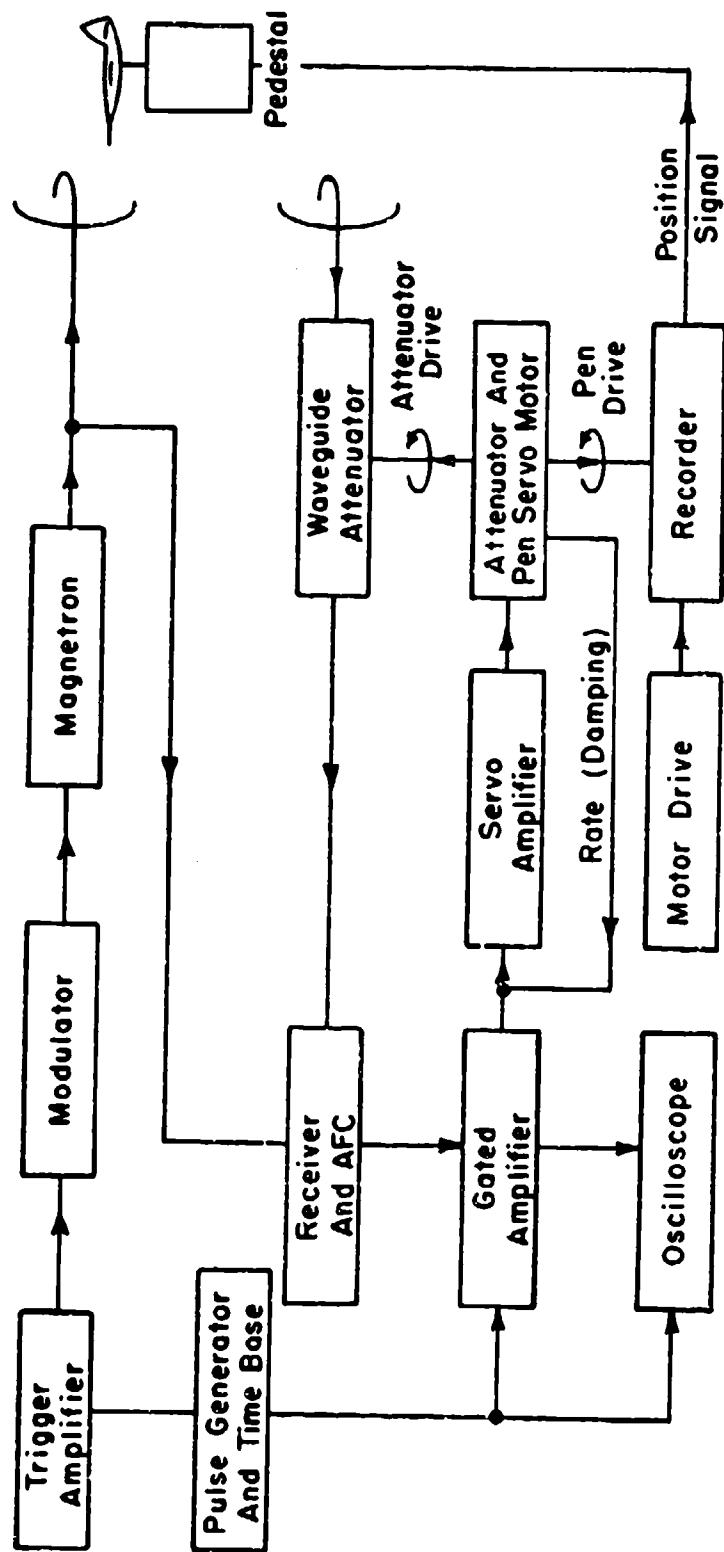 Trigger
Amplifier
Modulator
Magnetron
Pedestal
Pulse Generator
And Time Base
Receiver
And AFC
Waveguide
Attenuator
Attenuator
Drive
Gated
Amplifier
Servo
Amplifier
Attenuator And
Pen Servo Motor
Pen
Drive
Rate (Damping)
Oscilloscope
Motor Drive
Recorder
Position
Signal